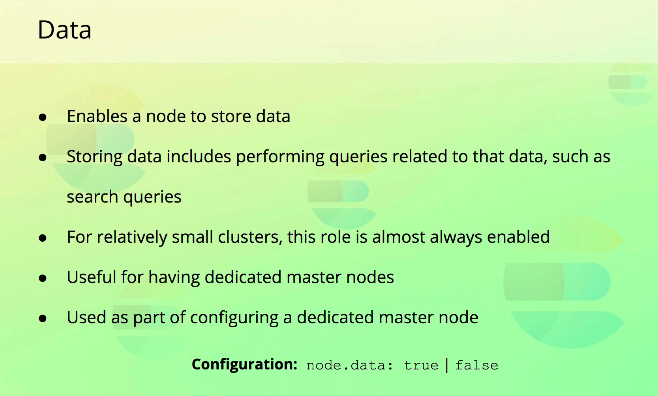 Data
● Enables a node to store data
● Storing data includes performing queries related to that data, such as
search queries
● For relatively small clusters, this role is almost always enabled
● Useful for having dedicated master nodes
● Used as part of configuring a dedicated master node
Configuration: node.data: true | false